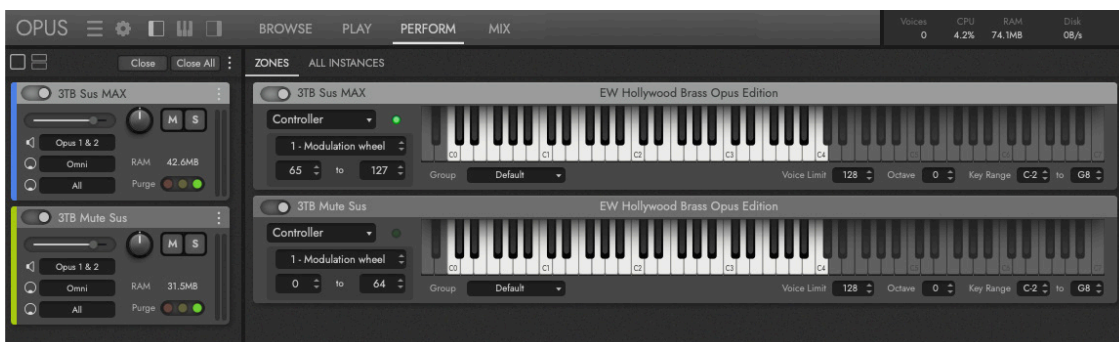 OPUS BROWSE PLAY PERFORM MIX Voices CPU RAM Disk
0 4.2% 74.1MB 0B/s
Close Close All ZONES ALL INSTANCES
3TB Sus MAX
M S
Opus 1 & 2
Omni RAM 42.6MB
All Purge
3TB Mute Sus
M S
Opus 1 & 2
Omni RAM 31.5MB
All Purge
3TB Sus MAX EW Hollywood Brass Opus Edition
Controller
1 - Modulation wheel
C0 C1 C2 C3 C4
65 to 127 Group Default Voice Limit 128 Octave 0 Key Range C-2 to G8
3TB Mute Sus EW Hollywood Brass Opus Edition
Controller
1 - Modulation wheel
C0 C1 C2 C3 C4
0 to 64 Group Default Voice Limit 128 Octave 0 Key Range C-2 to G8